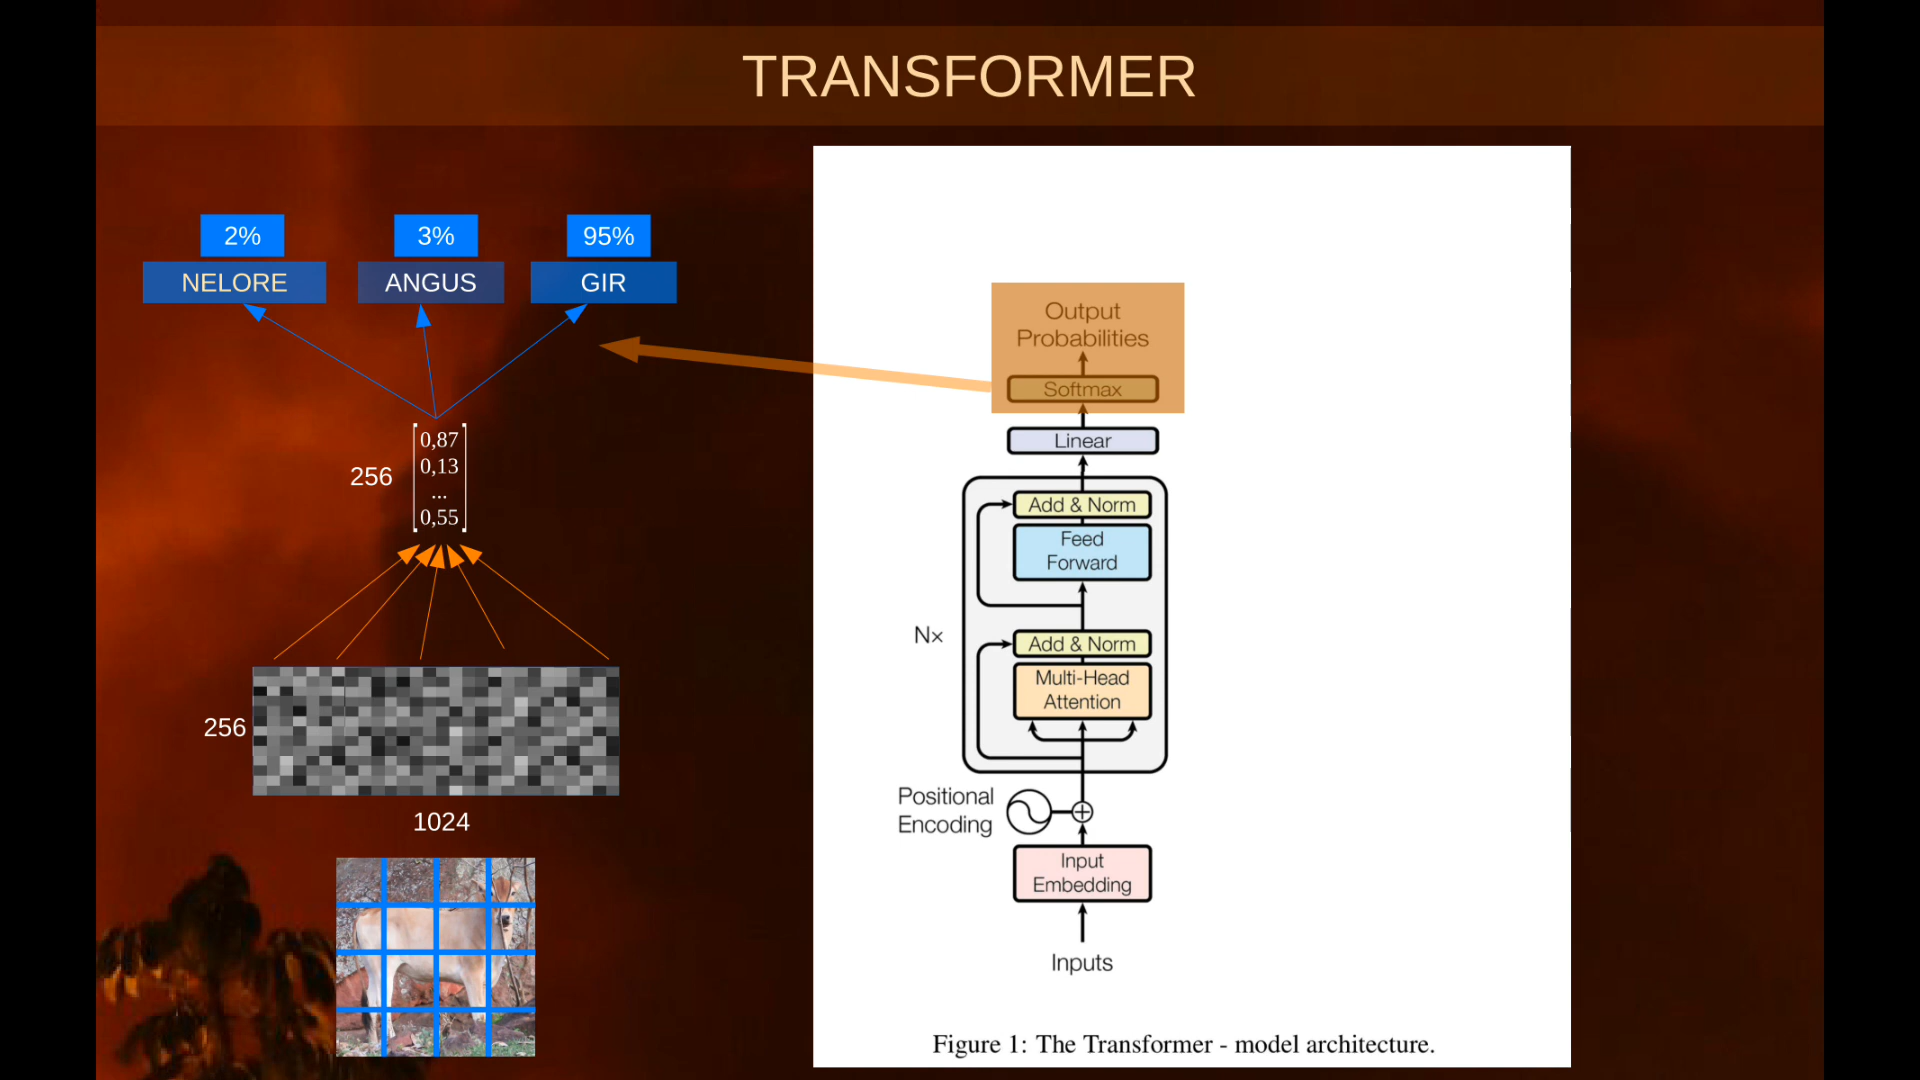 TRANSFORMER
2%
3%
95%
NELORE
ANGUS
GIR
256
0,87
0,13
...
0,55
256
1024
Output
Probabilities
Softmax
Linear
Add & Norm
Feed
Forward
Nx
Add & Norm
Multi-Head
Attention
Positional
Encoding
Input
Embedding
Inputs
Figure 1: The Transformer - model architecture.